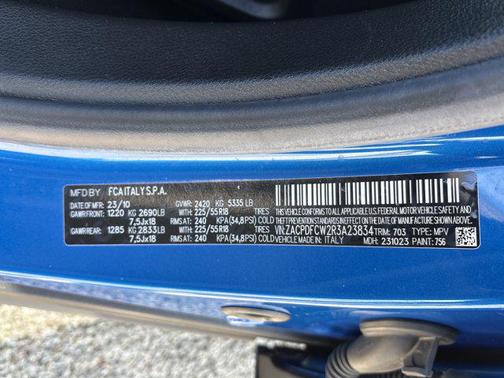 MFD BY FCA ITALY S.P.A.
DATE OF MFR: 23/10 GVWR: 2420 KG 5335 LB
GAWR FRONT: 1220 KG 2690LB WITH 225/55R18 TIRES THIS VEHICLE CONFORMS TO ALL APPLICABLE U.S.FEDERAL MOTOR VEHICLE SAFETY
7,5Jx18 RIMS AT: 240 KPA(34,8PSI) COLD THEFT PREVENTION STANDARDS IN EFFECT ON THE DATE OF MANUFACTURE SHOWN ABOVE
GAWR REAR: 1285 KG 2833LB WITH 225/55R18 TIRES VIN:ZACPDFCW2R3A23834 TRIM: 703 TYPE: MPV
7,5Jx18 RIMS AT: 240 KPA(34,8PSI) COLD MADE IN: ITALY MDH: 231023 PAINT: 756